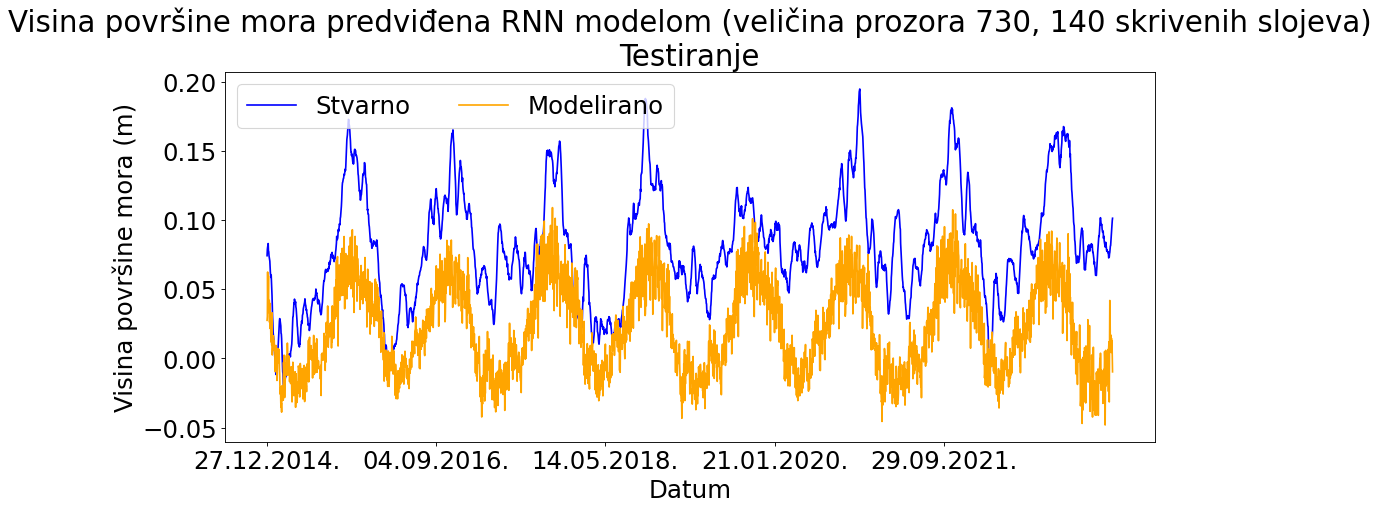 Visina površine mora predviđena RNN modelom (veličina prozora 730, 140 skrivenih slojeva)
Testiranje
Stvarno Modelirano
Visina površine mora (m)
0.20
0.15
0.10
0.05
0.00
−0.05
27.12.2014. 04.09.2016. 14.05.2018. 21.01.2020. 29.09.2021.
Datum